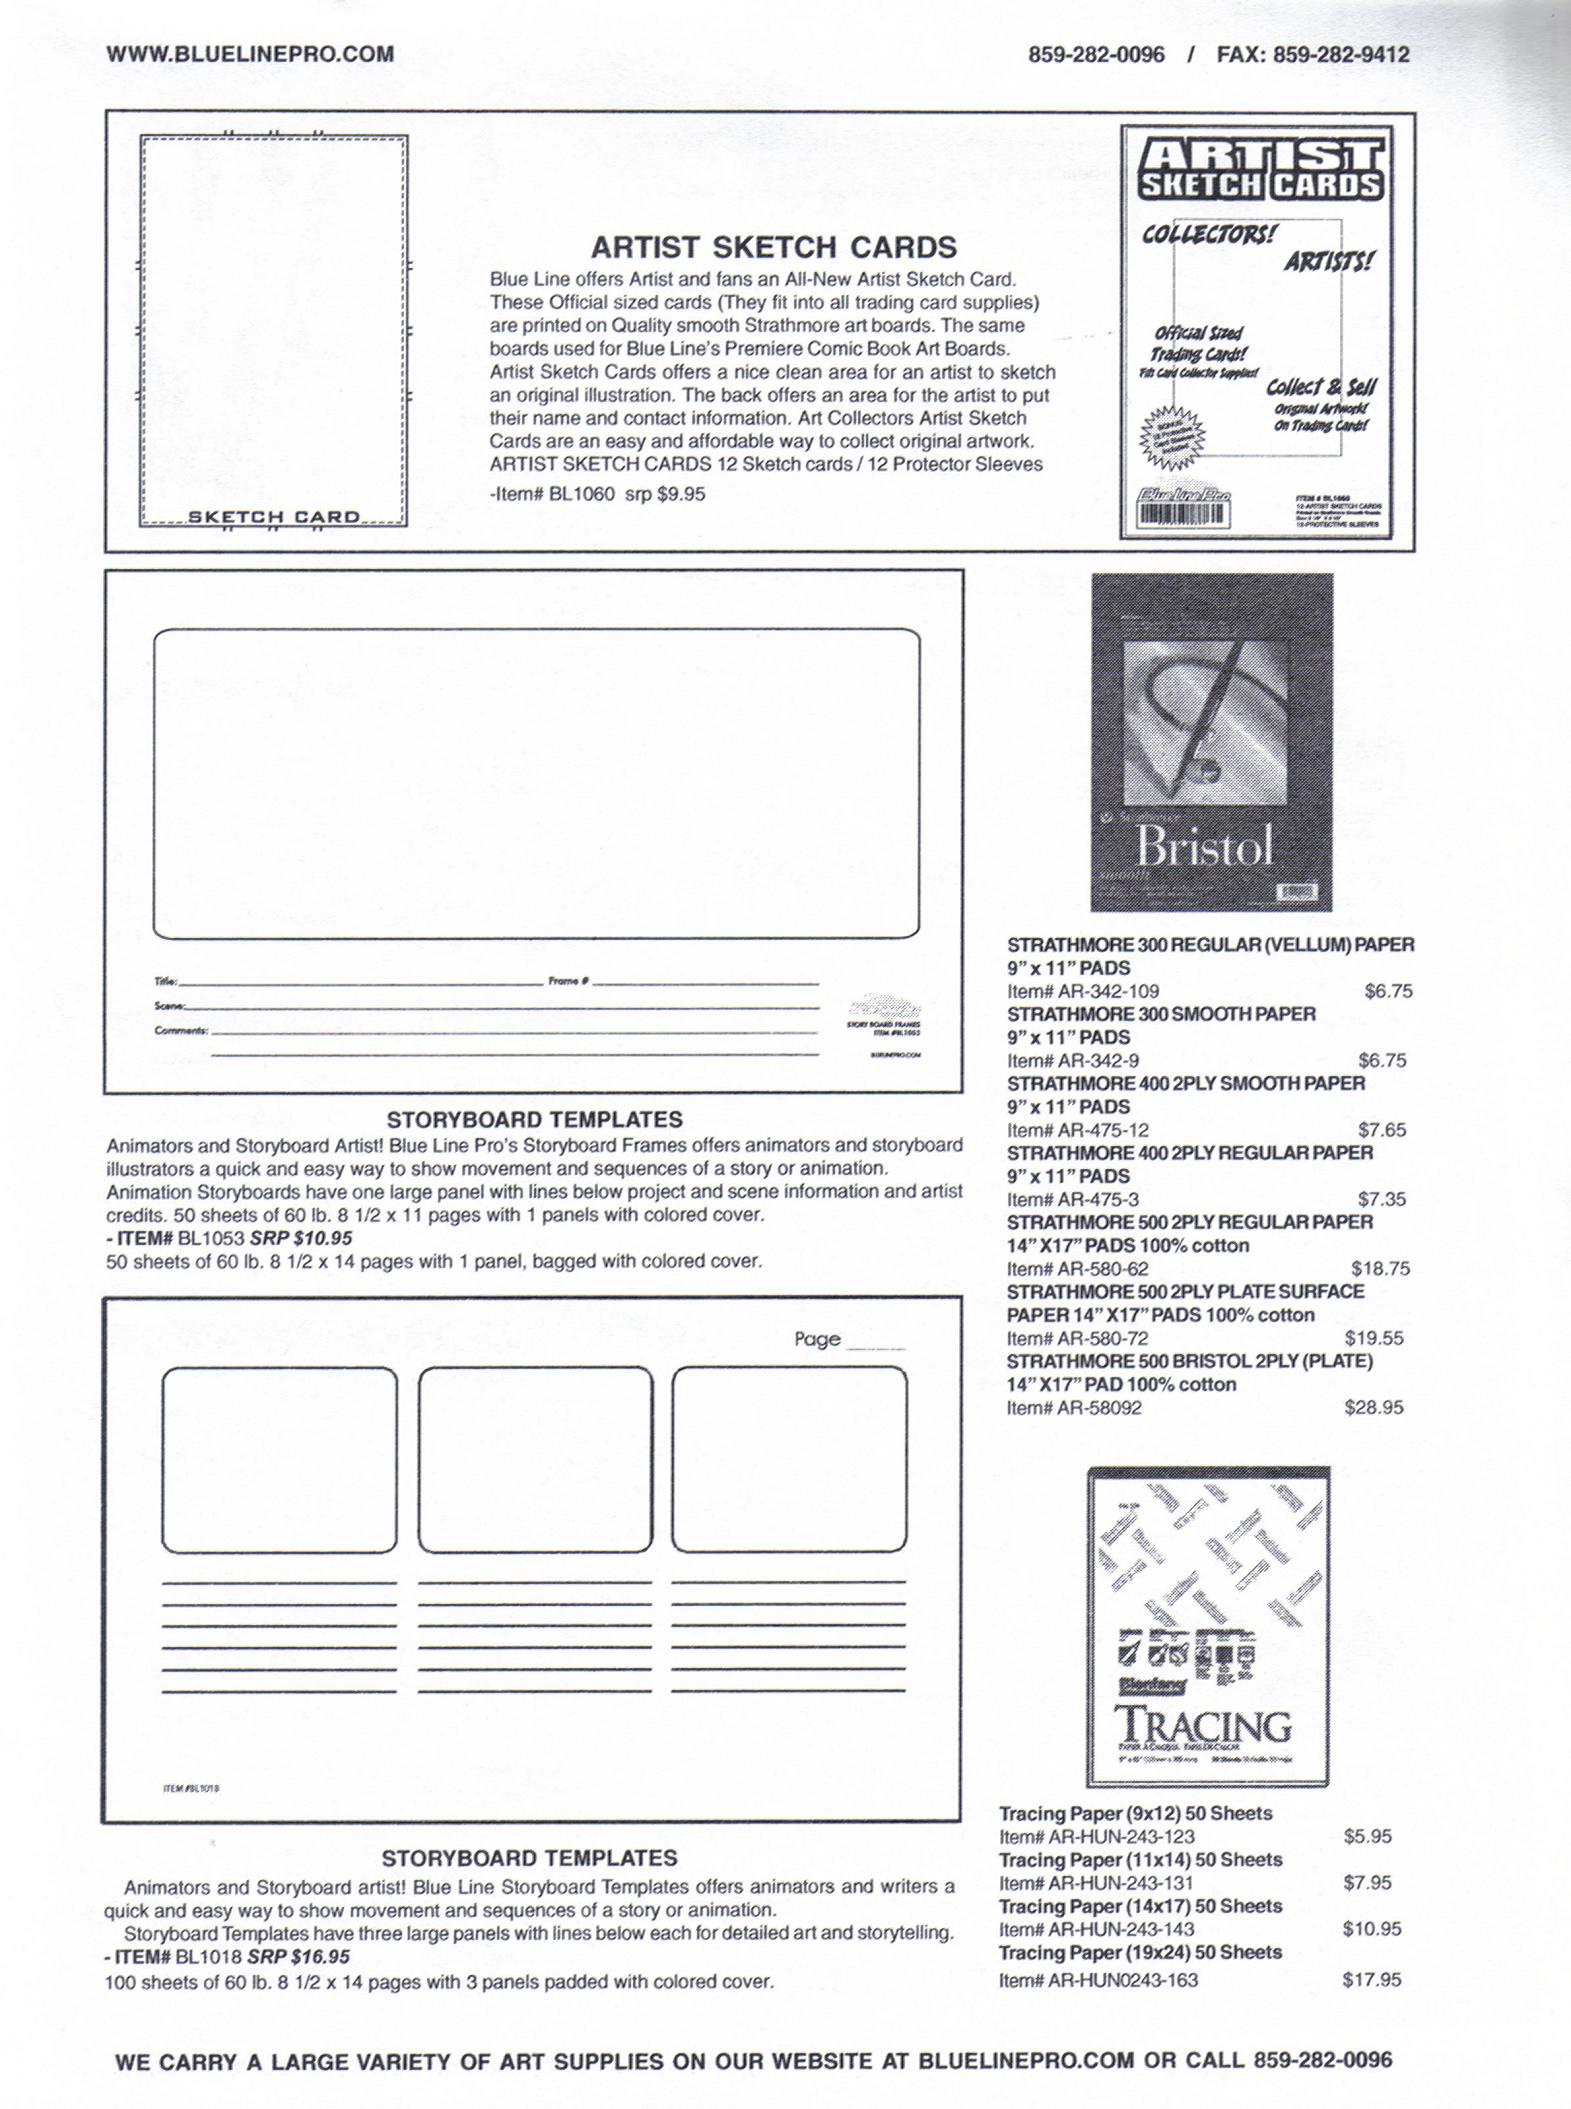 WWW.BLUELINEPRO.COM
859-282-0096 / FAX: 859-282-9412
SKETCH CARD
ARTIST SKETCH CARDS
Blue Line offers Artist and fans an All-New Artist Sketch Card.
These Official sized cards (They fit into all trading card supplies)
are printed on Quality smooth Strathmore art boards. The same
boards used for Blue Line's Premiere Comic Book Art Boards.
Artist Sketch Cards offers a nice clean area for an artist to sketch
an original illustration. The back offers an area for the artist to put
their name and contact information. Art Collectors Artist Sketch
Cards are an easy and affordable way to collect original artwork.
ARTIST SKETCH CARDS 12 Sketch cards / 12 Protector Sleeves
-Item# BL1060 srp $9.95
ARTIST
SKETCH CARDS
COLLECTORS!
ARTISTS!
Official Sized
Trading Cards!
Fits Card Collector Supplies!
Collect & Sell
Original Artwork!
On Trading Cards!
BONUS
12 Protective
Card Sleeves
Included
Blue Line Pro
ITEM # BL1060
12-ARTIST SKETCH CARDS
12-PROTECTIVE SLEEVES
Title:
Frame #
Scene:
Comments:
STORY BOARD FRAMES
ITEM #BL1053
BLUELINEPRO.COM
STORYBOARD TEMPLATES
Animators and Storyboard Artist! Blue Line Pro's Storyboard Frames offers animators and storyboard
illustrators a quick and easy way to show movement and sequences of a story or animation.
Animation Storyboards have one large panel with lines below project and scene information and artist
credits. 50 sheets of 60 lb. 8 1/2 x 11 pages with 1 panels with colored cover.
- ITEM# BL1053 SRP $10.95
50 sheets of 60 lb. 8 1/2 x 14 pages with 1 panel, bagged with colored cover.
Page
ITEM #BL1018
STORYBOARD TEMPLATES
Animators and Storyboard artist! Blue Line Storyboard Templates offers animators and writers a
quick and easy way to show movement and sequences of a story or animation.
Storyboard Templates have three large panels with lines below each for detailed art and storytelling.
- ITEM# BL1018 SRP $16.95
100 sheets of 60 lb. 8 1/2 x 14 pages with 3 panels padded with colored cover.
Strathmore
Bristol
smooth
STRATHMORE 300 REGULAR (VELLUM) PAPER
9" x 11" PADS
Item# AR-342-109 $6.75
STRATHMORE 300 SMOOTH PAPER
9" x 11" PADS
Item# AR-342-9 $6.75
STRATHMORE 400 2PLY SMOOTH PAPER
9" x 11" PADS
Item# AR-475-12 $7.65
STRATHMORE 400 2PLY REGULAR PAPER
9" x 11" PADS
Item# AR-475-3 $7.35
STRATHMORE 500 2PLY REGULAR PAPER
14" X17" PADS 100% cotton
Item# AR-580-62 $18.75
STRATHMORE 500 2PLY PLATE SURFACE
PAPER 14" X17" PADS 100% cotton
Item# AR-580-72 $19.55
STRATHMORE 500 BRISTOL 2PLY (PLATE)
14" X17" PAD 100% cotton
Item# AR-58092 $28.95
Bienfang
TRACING
Tracing Paper (9x12) 50 Sheets
Item# AR-HUN-243-123 $5.95
Tracing Paper (11x14) 50 Sheets
Item# AR-HUN-243-131 $7.95
Tracing Paper (14x17) 50 Sheets
Item# AR-HUN-243-143 $10.95
Tracing Paper (19x24) 50 Sheets
Item# AR-HUN0243-163 $17.95
WE CARRY A LARGE VARIETY OF ART SUPPLIES ON OUR WEBSITE AT BLUELINEPRO.COM OR CALL 859-282-0096